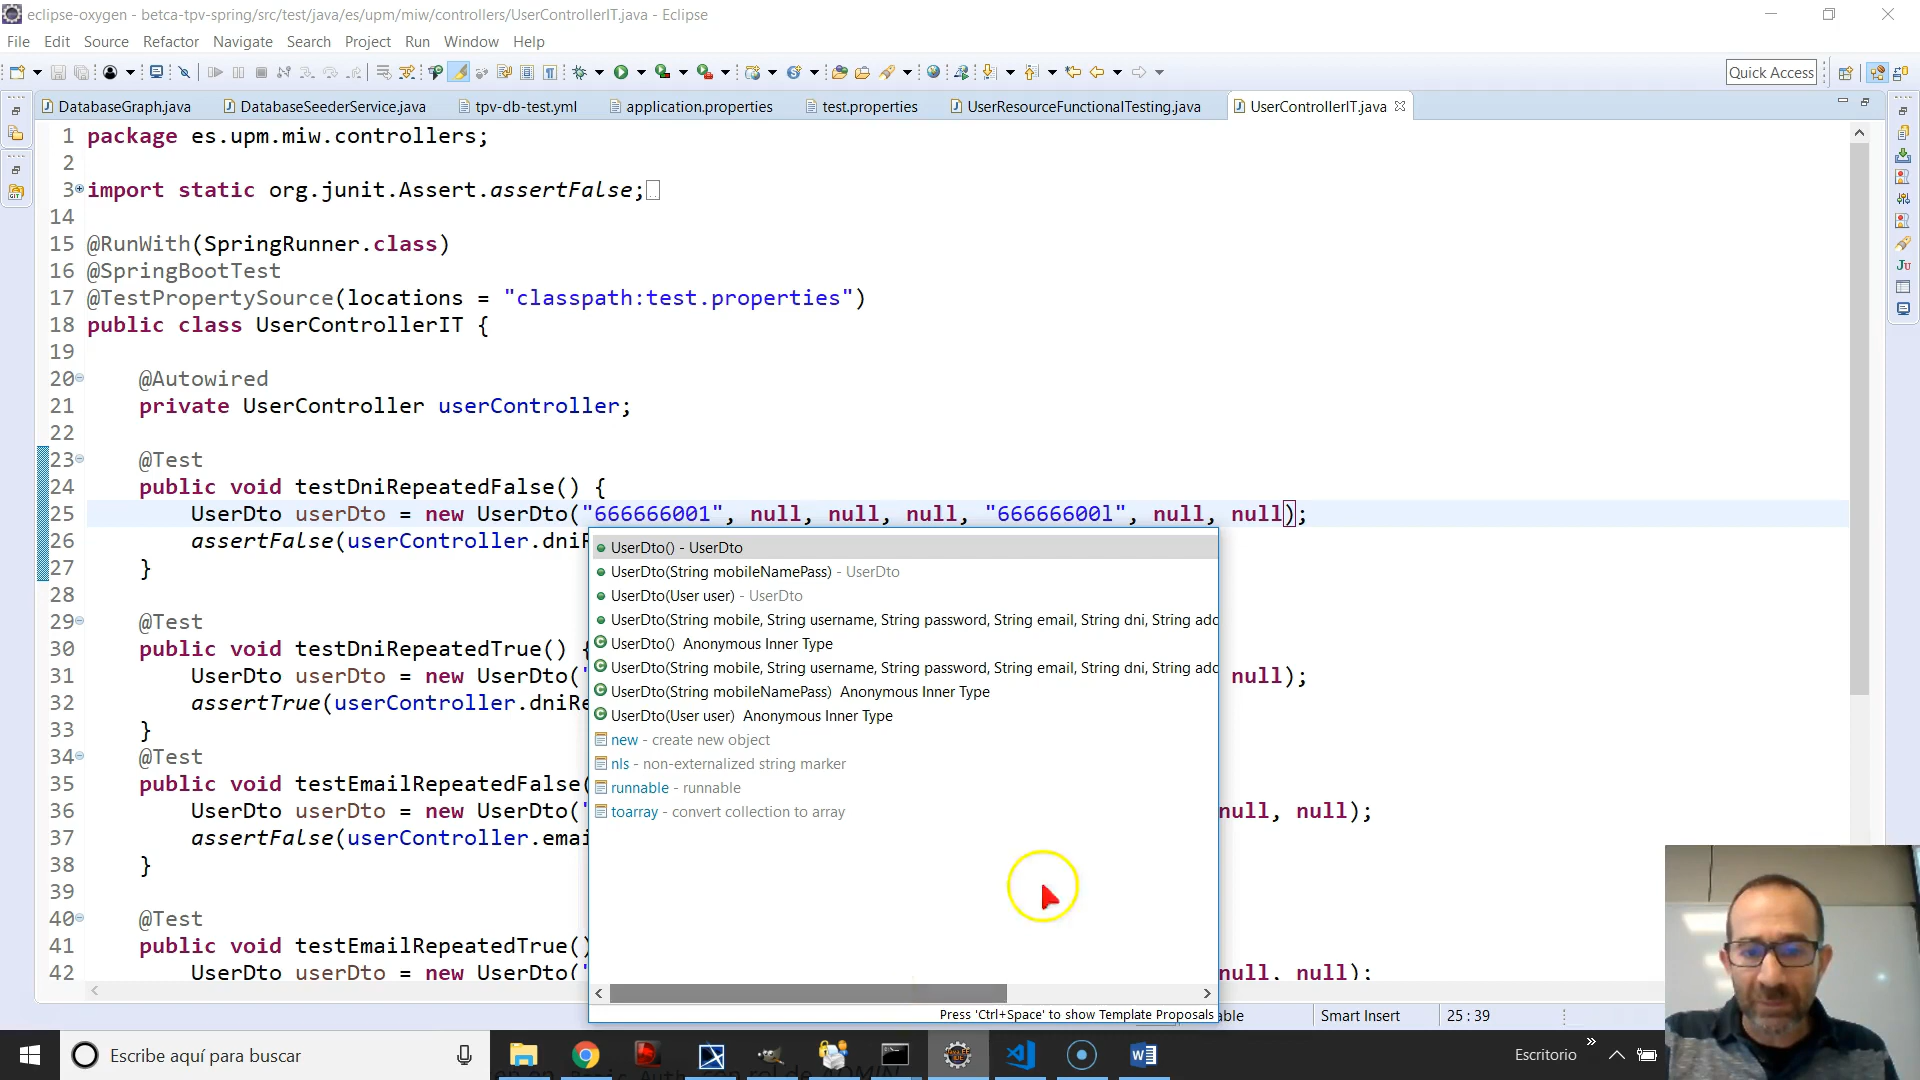 eclipse-oxygen - betca-tpv-spring/src/test/java/es/upm/miw/controllers/UserControllerIT.java - Eclipse
File Edit Source Refactor Navigate Search Project Run Window Help
Quick Access
DatabaseGraph.java DatabaseSeederService.java tpv-db-test.yml application.properties test.properties UserResourceFunctionalTesting.java UserControllerIT.java
1 package es.upm.miw.controllers;
2
3 import static org.junit.Assert.assertFalse;
14
15 @RunWith(SpringRunner.class)
16 @SpringBootTest
17 @TestPropertySource(locations = "classpath:test.properties")
18 public class UserControllerIT {
19
20 @Autowired
21 private UserController userController;
22
23 @Test
24 public void testDniRepeatedFalse() {
25 UserDto userDto = new UserDto("666666001", null, null, null, "66666600l", null, null);
26 assertFalse(userController.dniR
27 }
28
29 @Test
30 public void testDniRepeatedTrue() {
31 UserDto userDto = new UserDto(" null);
32 assertTrue(userController.dniRe
33 }
34 @Test
35 public void testEmailRepeatedFalse(
36 UserDto userDto = new UserDto(" null, null);
37 assertFalse(userController.emai
38 }
39
40 @Test
41 public void testEmailRepeatedTrue()
42 UserDto userDto = new UserDto(" null, null);
UserDto() - UserDto
UserDto(String mobileNamePass) - UserDto
UserDto(User user) - UserDto
UserDto(String mobile, String username, String password, String email, String dni, String add
UserDto() Anonymous Inner Type
UserDto(String mobile, String username, String password, String email, String dni, String add
UserDto(String mobileNamePass) Anonymous Inner Type
UserDto(User user) Anonymous Inner Type
new - create new object
nls - non-externalized string marker
runnable - runnable
toarray - convert collection to array
Press 'Ctrl+Space' to show Template Proposals
able Smart Insert 25 : 39
Escribe aquí para buscar
Escritorio